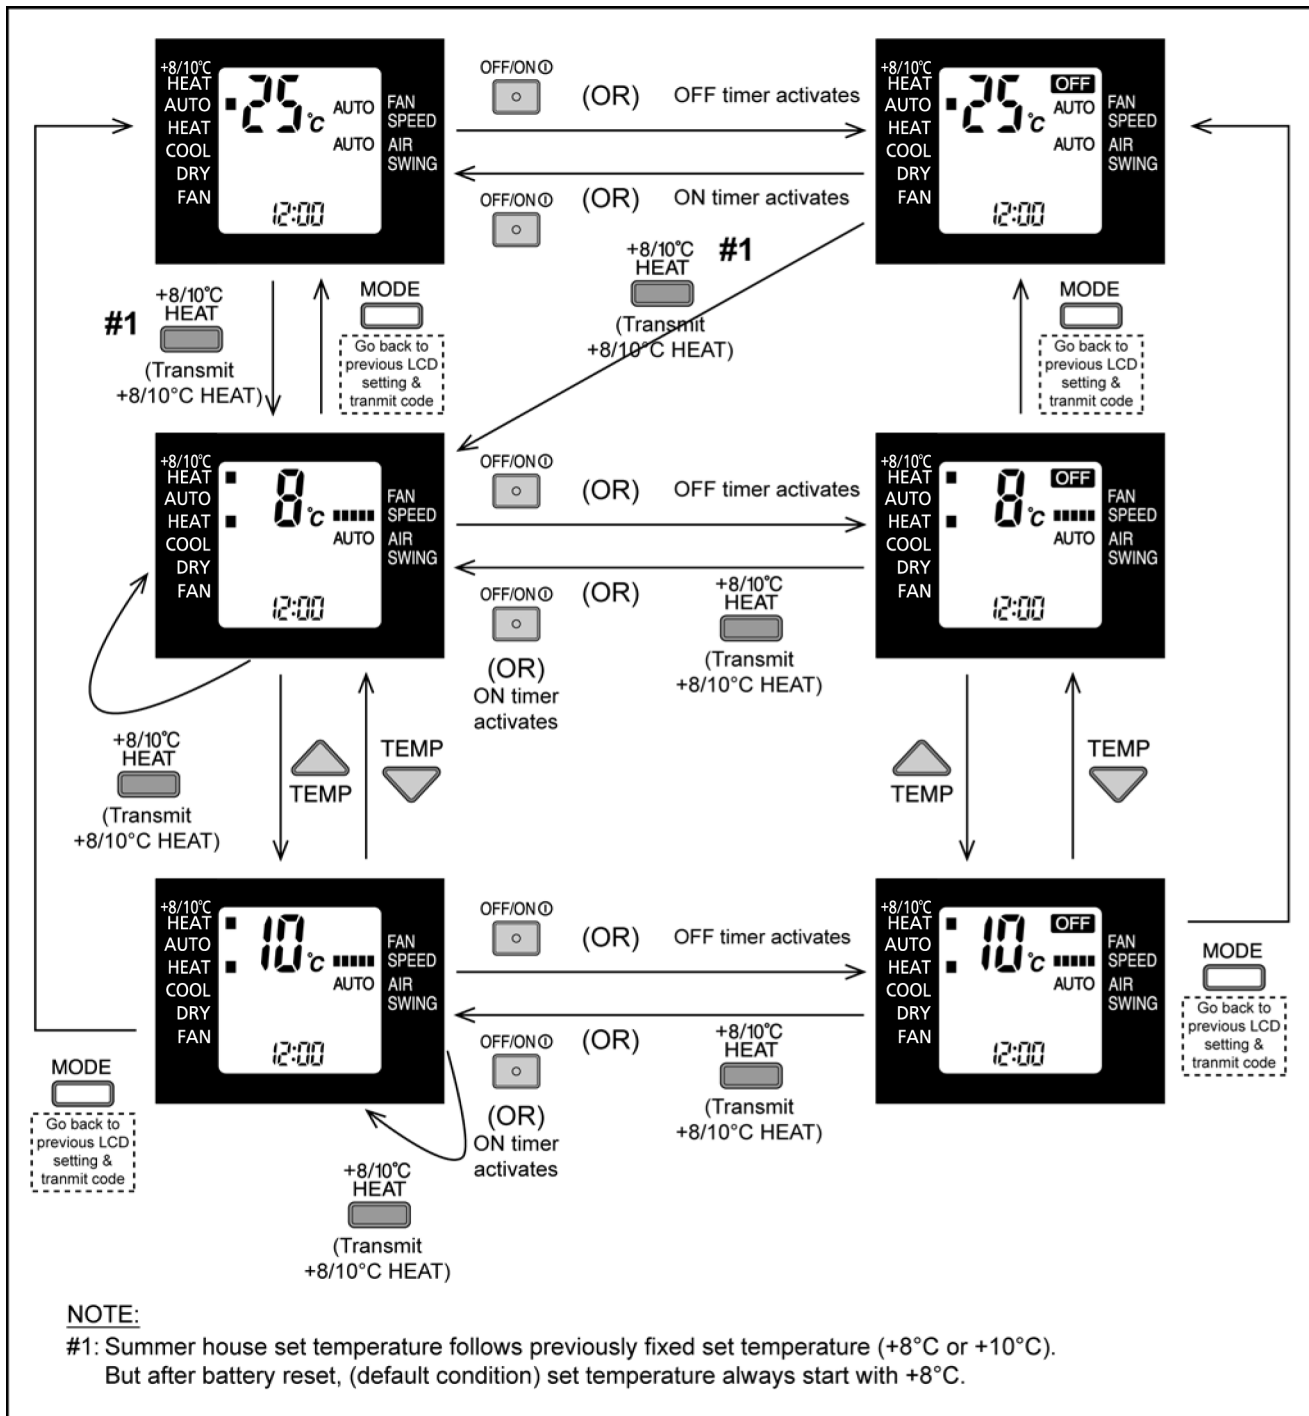 +8/10°C
HEAT
AUTO
HEAT
COOL
DRY
FAN
25°C
AUTO
AUTO
12:00
FAN
SPEED
AIR
SWING
OFF/ON
(OR) OFF timer activates
OFF/ON
(OR) ON timer activates
+8/10°C
HEAT
AUTO
HEAT
COOL
DRY
FAN
25°C
OFF
AUTO
AUTO
12:00
FAN
SPEED
AIR
SWING
#1
+8/10°C
HEAT
(Transmit
+8/10°C HEAT)
MODE
Go back to
previous LCD
setting &
tranmit code
+8/10°C
HEAT
#1
(Transmit
+8/10°C HEAT)
MODE
Go back to
previous LCD
setting &
tranmit code
+8/10°C
HEAT
AUTO
HEAT
COOL
DRY
FAN
8°C
AUTO
12:00
FAN
SPEED
AIR
SWING
OFF/ON
(OR) OFF timer activates
OFF/ON
(OR)
(OR)
ON timer
activates
+8/10°C
HEAT
(Transmit
+8/10°C HEAT)
+8/10°C
HEAT
AUTO
HEAT
COOL
DRY
FAN
8°C
OFF
AUTO
12:00
FAN
SPEED
AIR
SWING
+8/10°C
HEAT
(Transmit
+8/10°C HEAT)
TEMP
TEMP
TEMP
TEMP
+8/10°C
HEAT
AUTO
HEAT
COOL
DRY
FAN
10°C
AUTO
12:00
FAN
SPEED
AIR
SWING
OFF/ON
(OR) OFF timer activates
OFF/ON
(OR)
(OR)
ON timer
activates
+8/10°C
HEAT
(Transmit
+8/10°C HEAT)
+8/10°C
HEAT
AUTO
HEAT
COOL
DRY
FAN
10°C
OFF
AUTO
12:00
FAN
SPEED
AIR
SWING
MODE
Go back to
previous LCD
setting &
tranmit code
MODE
Go back to
previous LCD
setting &
tranmit code
+8/10°C
HEAT
(Transmit
+8/10°C HEAT)
NOTE:
#1: Summer house set temperature follows previously fixed set temperature (+8°C or +10°C).
But after battery reset, (default condition) set temperature always start with +8°C.